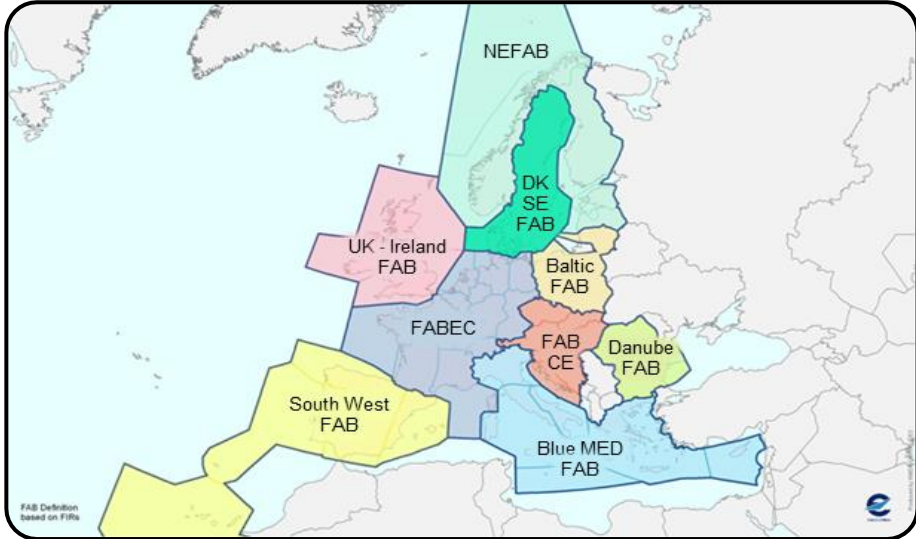 NEFAB
DK
SE
FAB
UK - Ireland
FAB
Baltic
FAB
FABEC
FAB
CE
Danube
FAB
South West
FAB
Blue MED
FAB
FAB Definition
based on FIRs